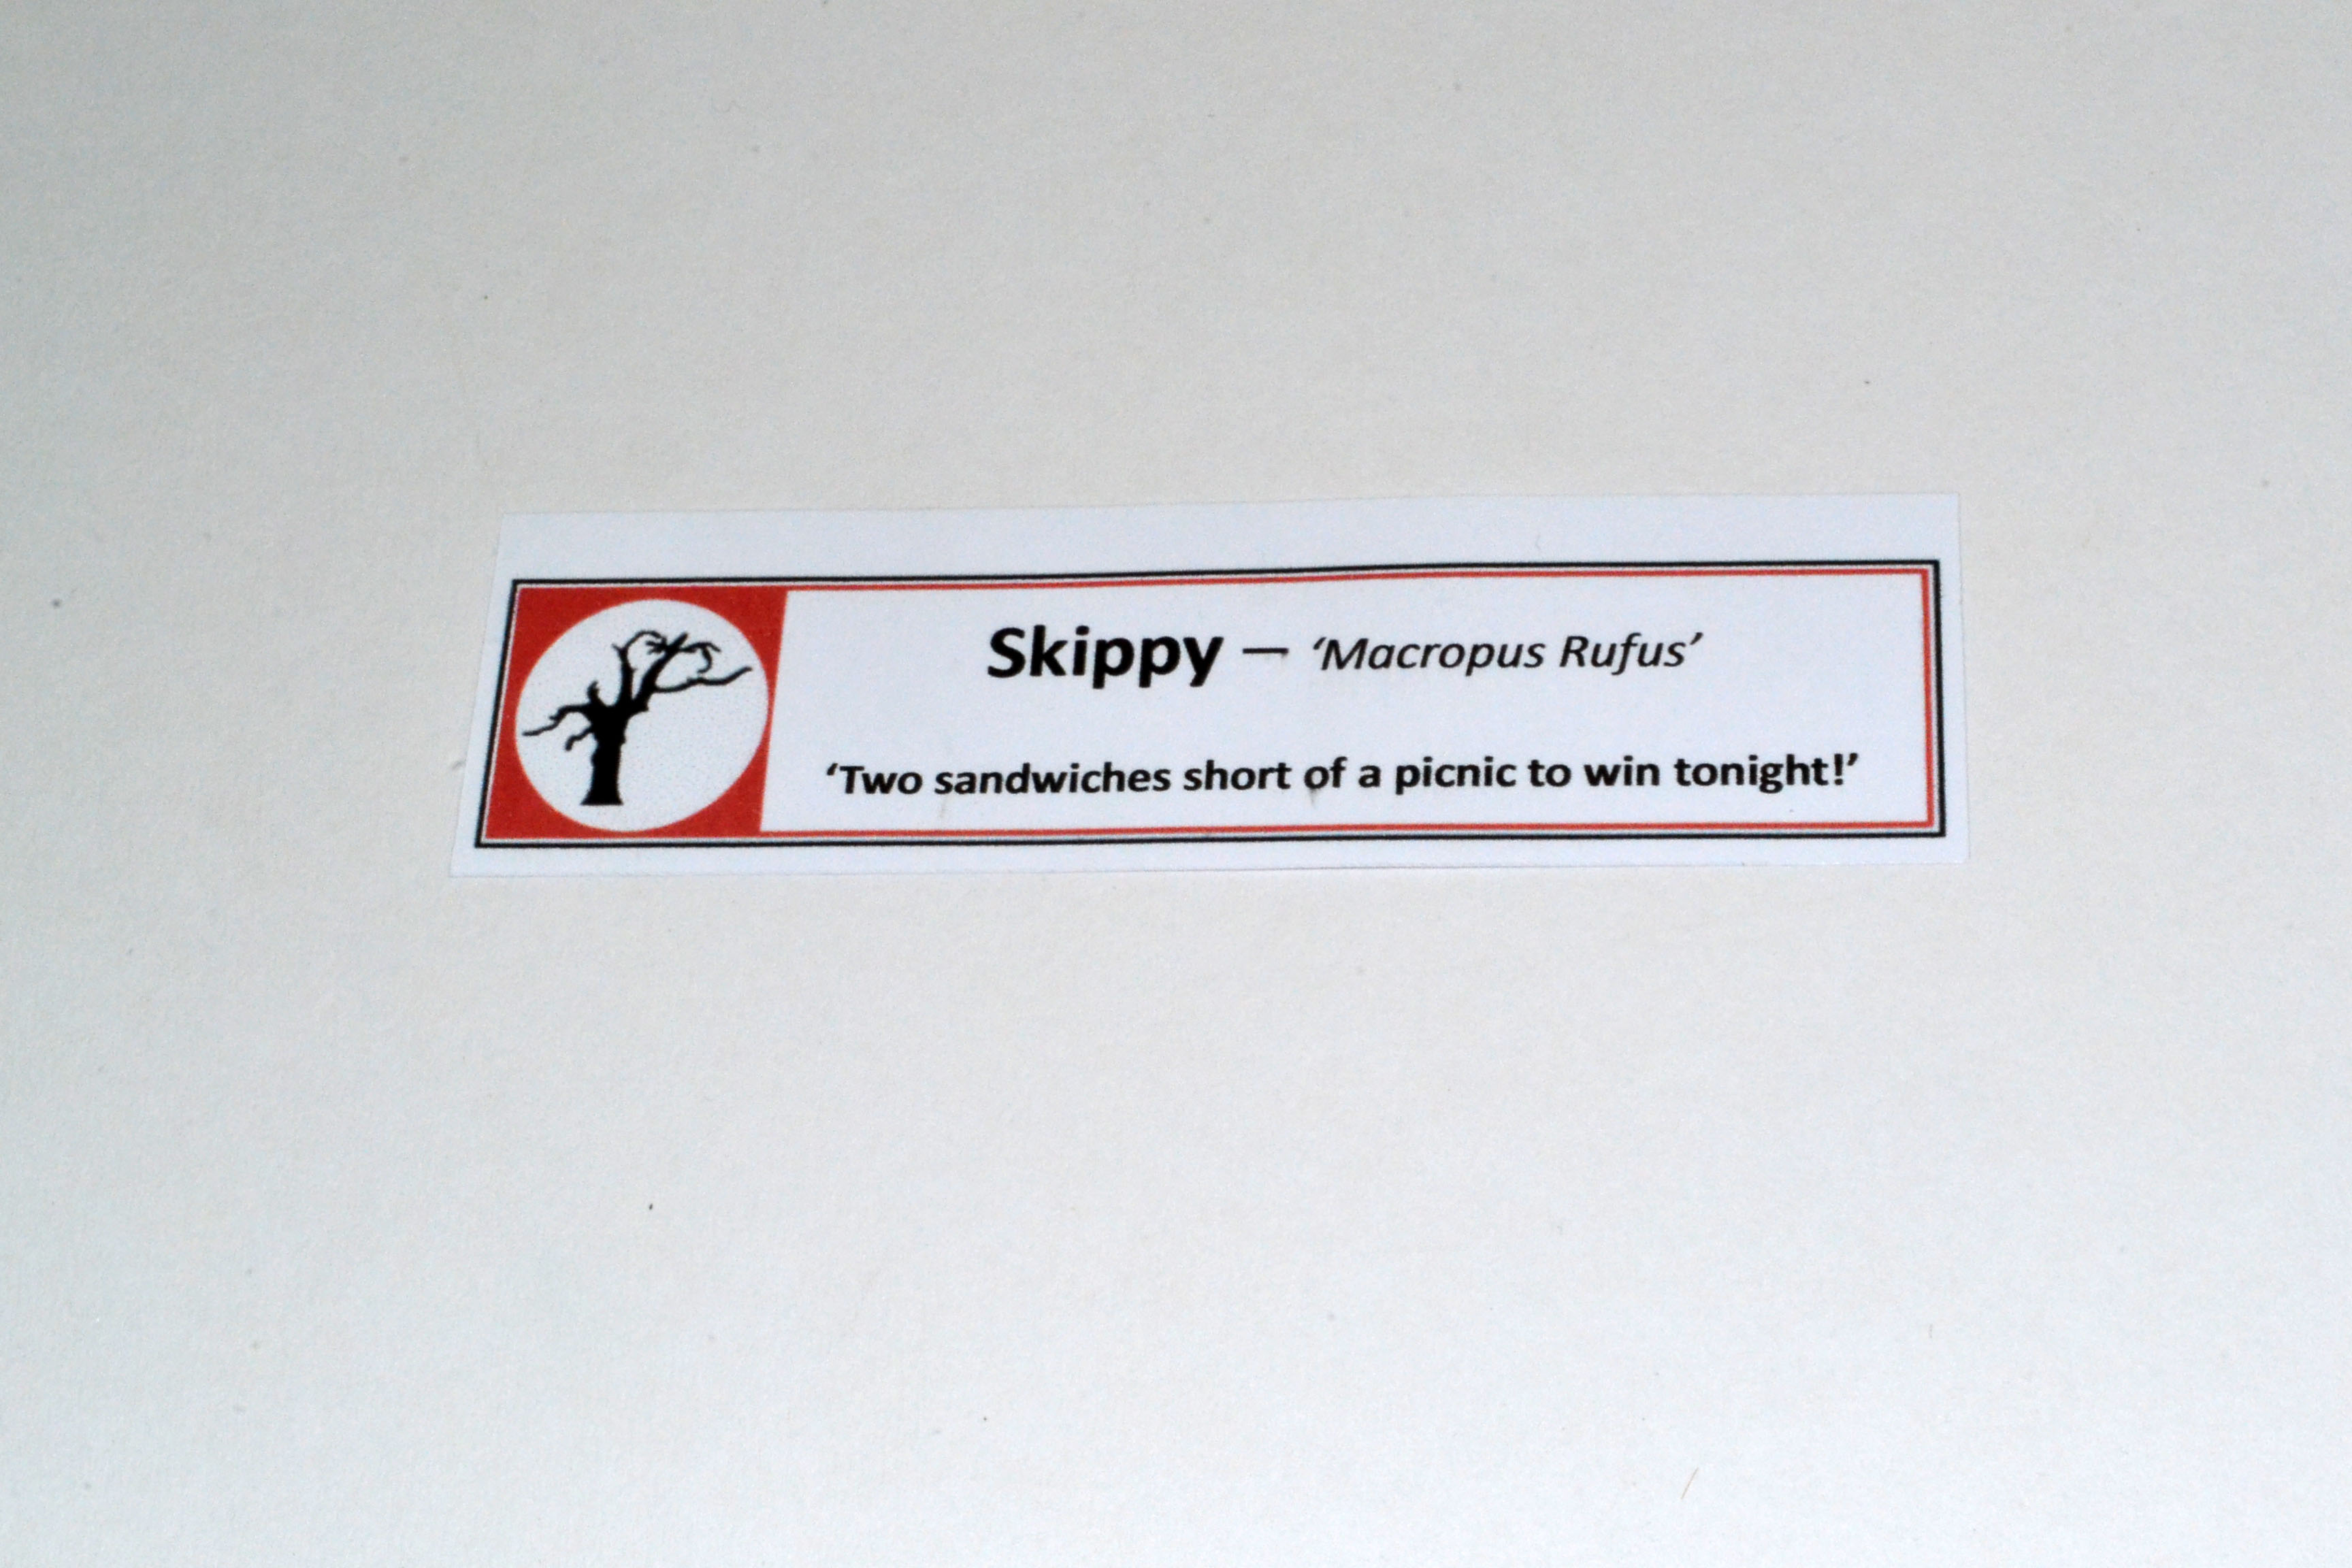 Skippy – ‘Macropus Rufus’
‘Two sandwiches short of a picnic to win tonight!’